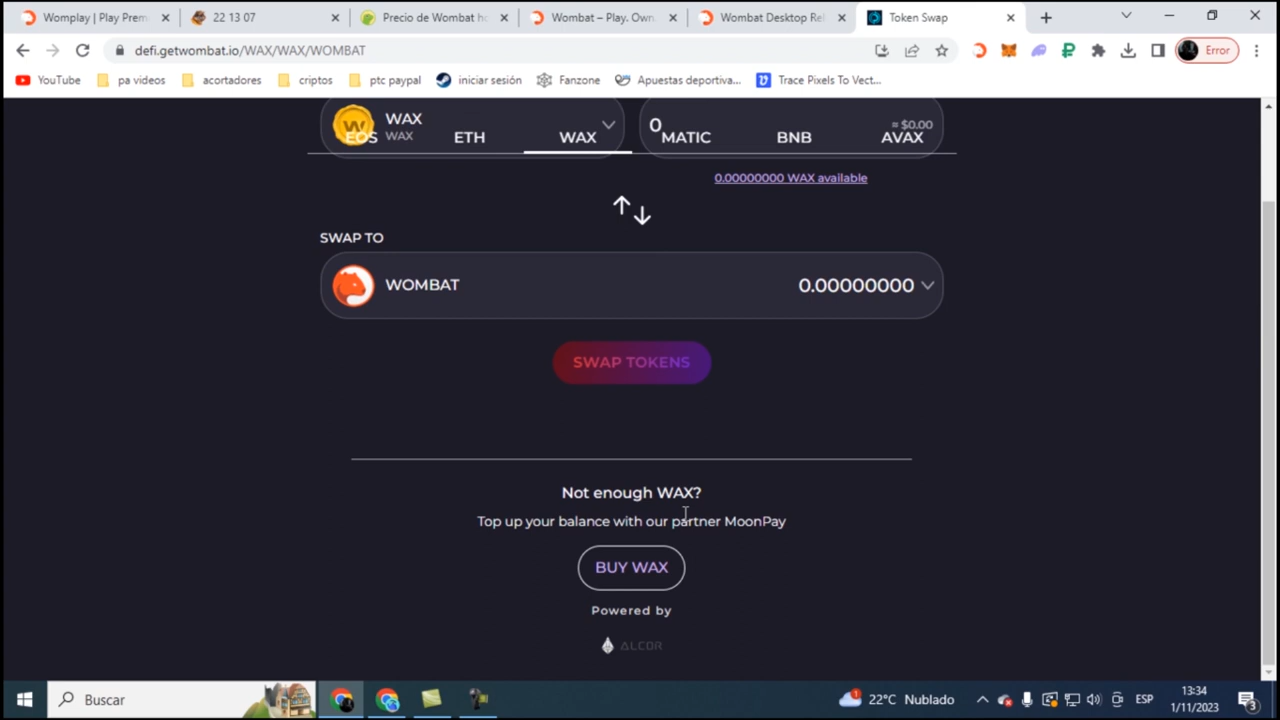 Womplay | Play Prem
22 13 07
Precio de Wombat ho
Wombat – Play. Own.
Wombat Desktop Rel
Token Swap
defi.getwombat.io/WAX/WAX/WOMBAT
Error
YouTube
pa videos
acortadores
criptos
ptc paypal
iniciar sesión
Fanzone
Apuestas deportiva...
Trace Pixels To Vect...
WAX
WAX
0
≈ $0.00
EOS
ETH
WAX
MATIC
BNB
AVAX
0.00000000 WAX available
SWAP TO
WOMBAT
0.00000000
SWAP TOKENS
Not enough WAX?
Top up your balance with our partner MoonPay
BUY WAX
Powered by
ALCOR
Buscar
22°C Nublado
ESP
13:34
1/11/2023